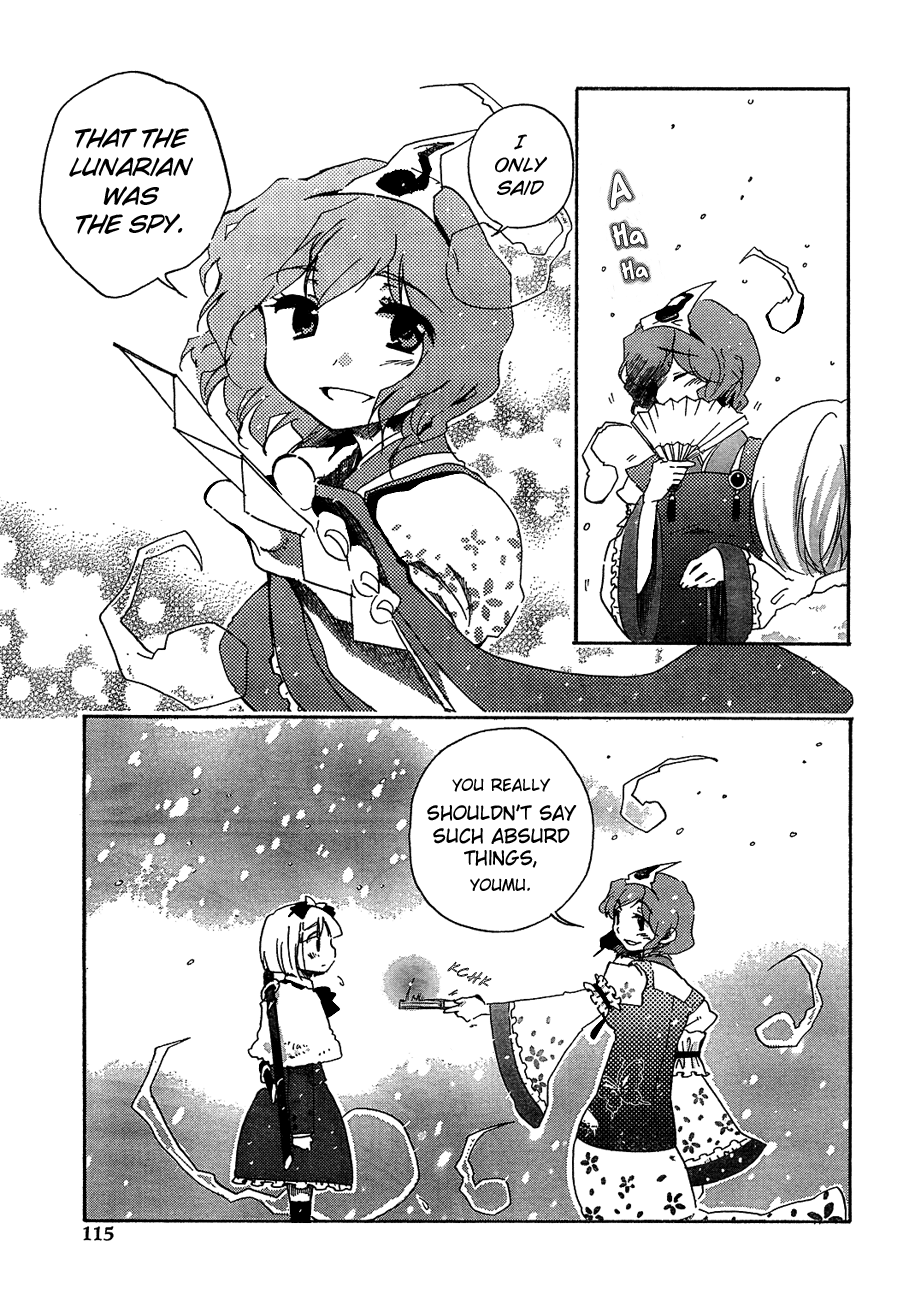 A
HA
HA
I
ONLY
SAID
THAT THE
LUNARIAN
WAS
THE SPY.
YOU REALLY
SHOULDN'T SAY
SUCH ABSURD
THINGS,
YOUMU.
KCHK
115